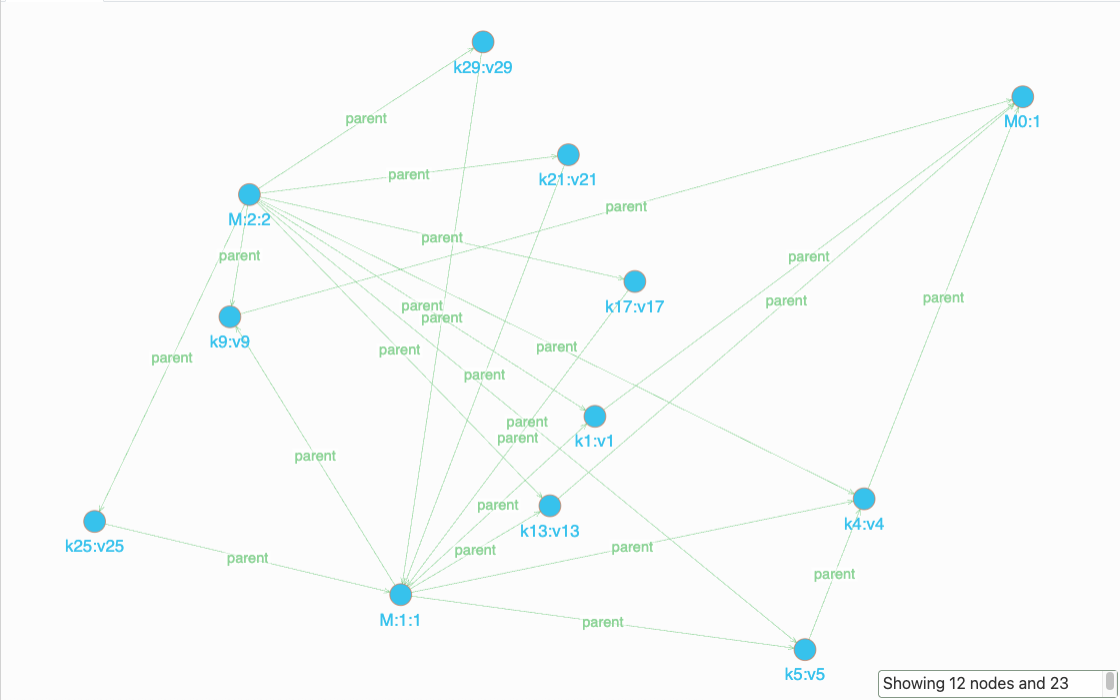 k29:v29
M0:1
parent
k21:v21
parent
M:2:2
parent
parent
parent
parent
parent
k17:v17
parent
parent
parent
k9:v9
parent
parent
parent
parent
parent
parent
k1:v1
parent
parent
k13:v13
k4:v4
k25:v25
parent
parent
parent
parent
M:1:1
parent
k5:v5
Showing 12 nodes and 23